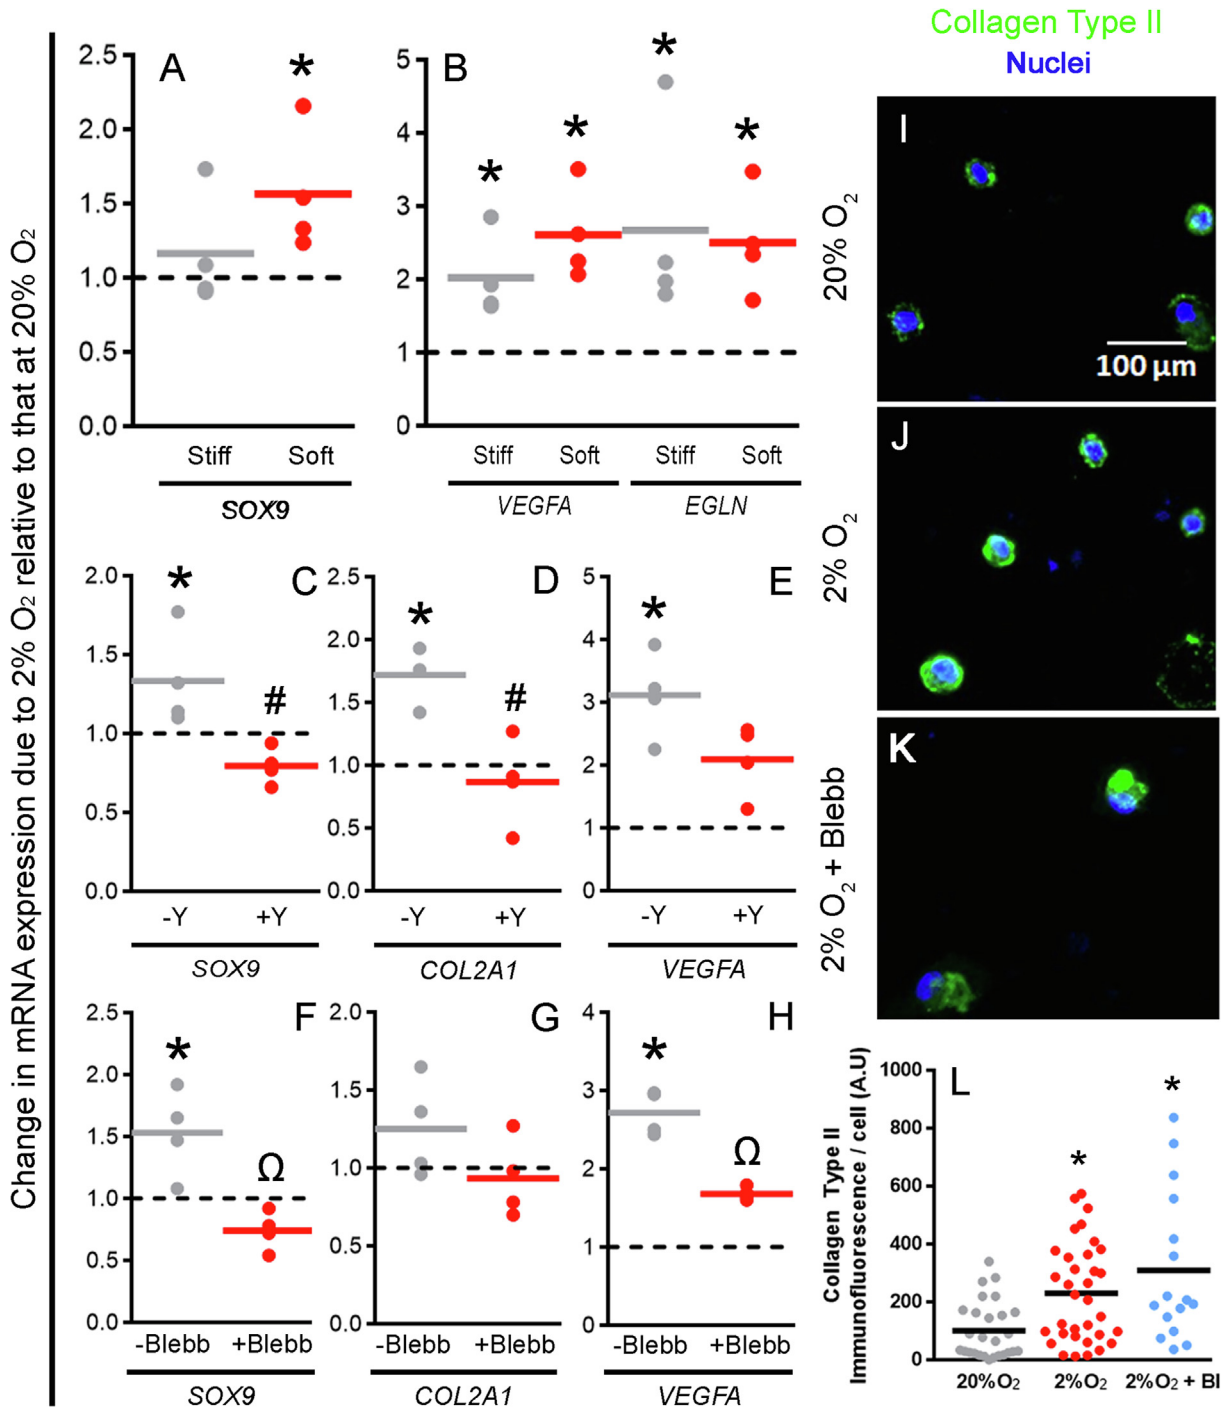 Change in mRNA expression due to 2% O2 relative to that at 20% O2
A
*
2.5
2.0
1.5
1.0
0.5
0.0
Stiff Soft
SOX9
B
* * * *
5
4
3
2
1
0
Stiff Soft Stiff Soft
VEGFA EGLN
C
* #
2.0
1.5
1.0
0.5
0.0
-Y +Y
SOX9
D
* #
2.5
2.0
1.5
1.0
0.5
0.0
-Y +Y
COL2A1
E
*
5
4
3
2
1
0
-Y +Y
VEGFA
F
* Ω
2.5
2.0
1.5
1.0
0.5
0.0
-Blebb +Blebb
SOX9
G
2.0
1.5
1.0
0.5
0.0
-Blebb +Blebb
COL2A1
H
* Ω
4
3
2
1
0
-Blebb +Blebb
VEGFA
Collagen Type II
Nuclei
20% O2
I
100 µm
2% O2
J
2% O2 + Blebb
K
L
Collagen Type II
Immunofluorescence / cell (A.U)
* *
1000
800
600
400
200
0
20%O2 2%O2 2%O2 + Bl